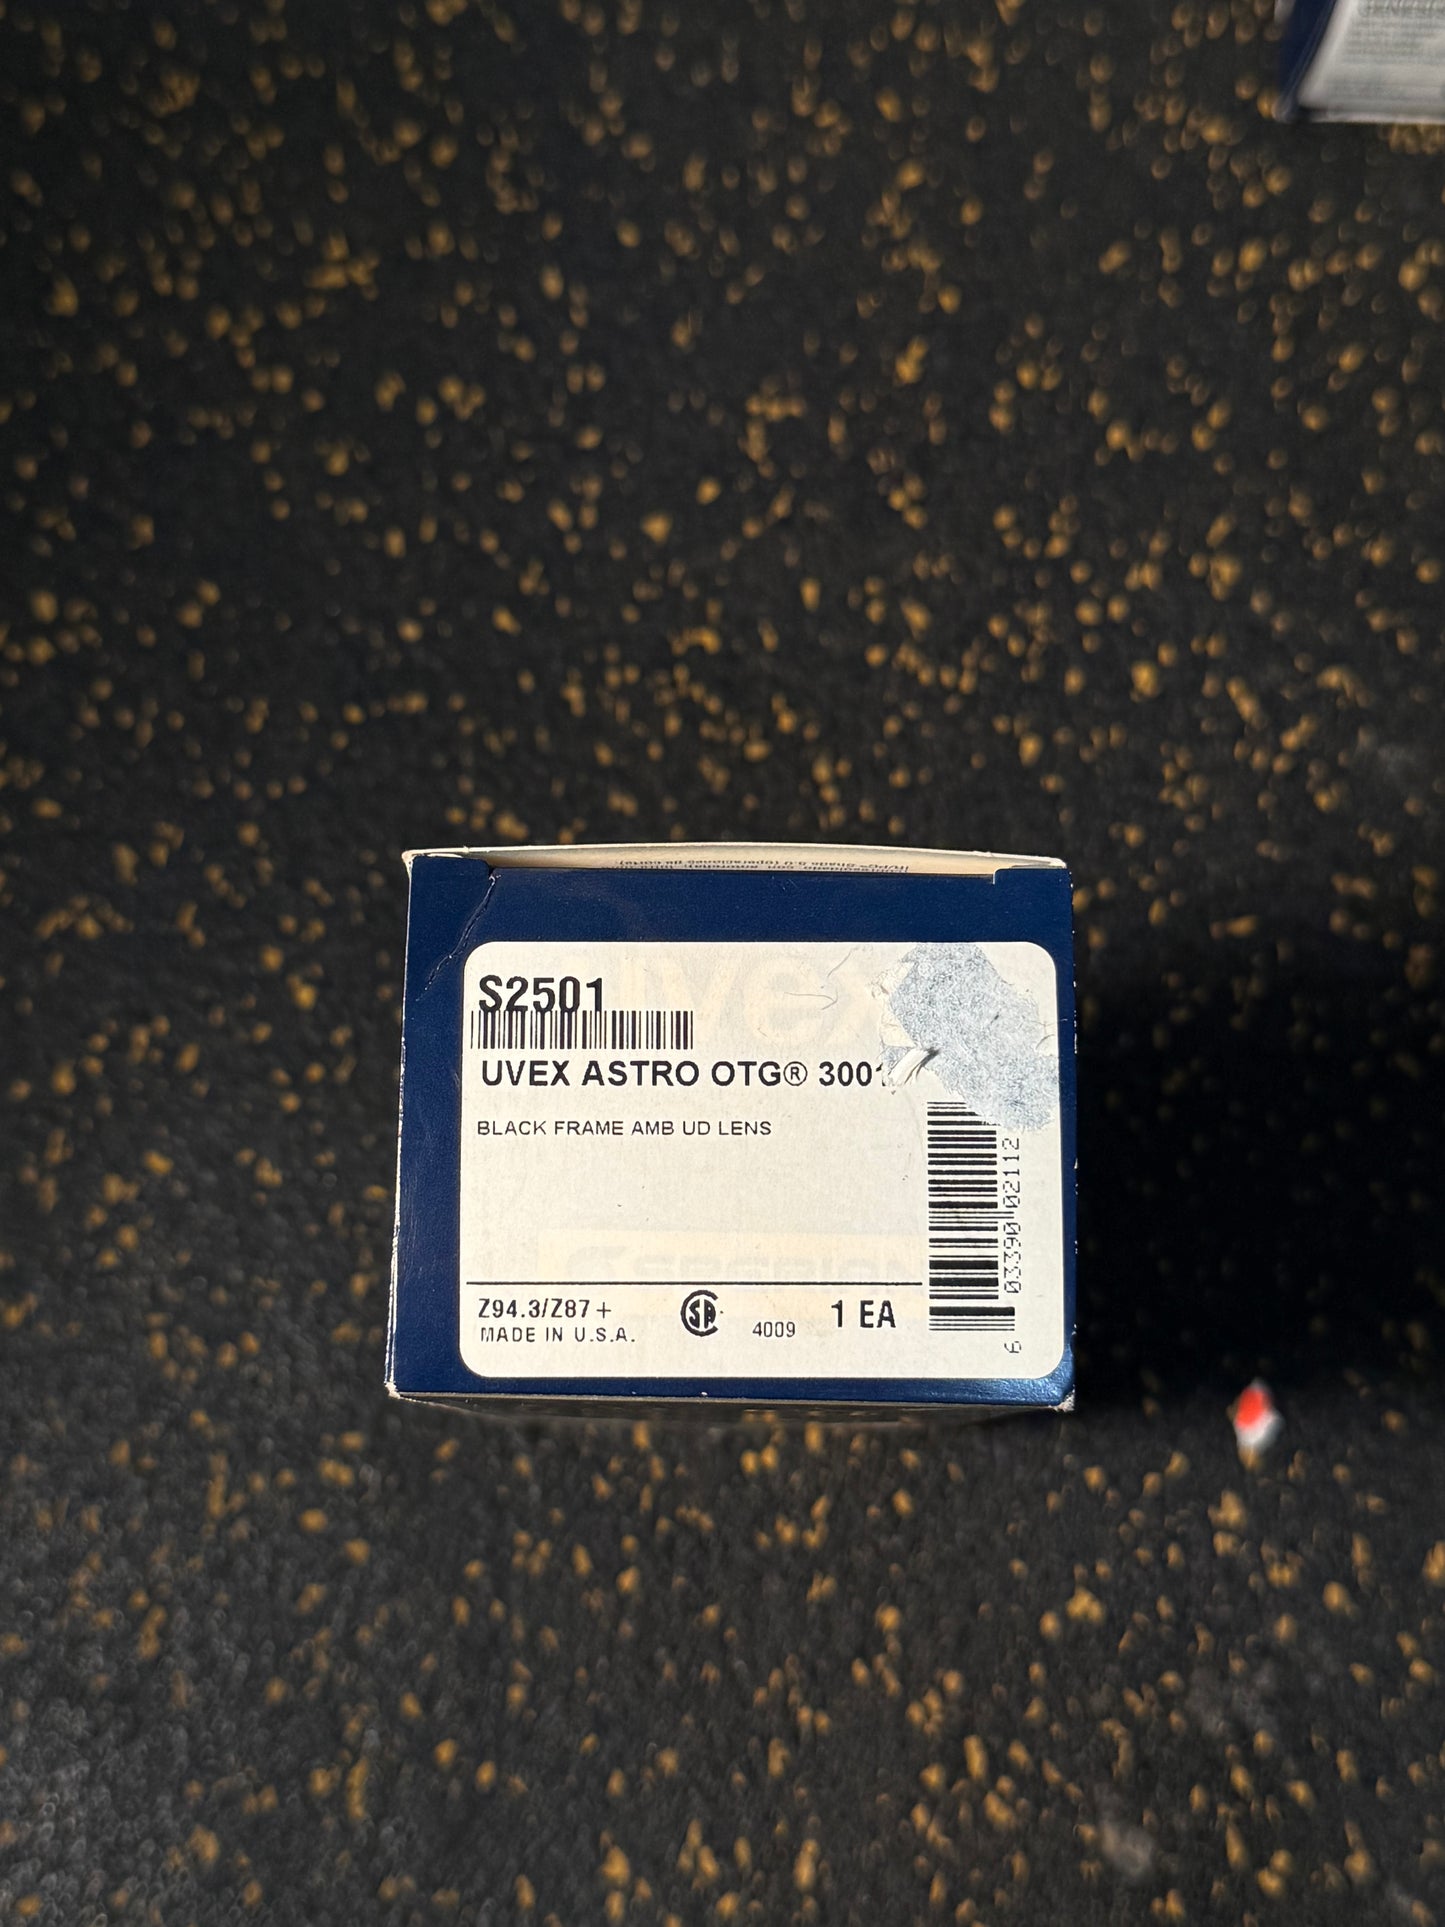 S2501
UVEX ASTRO OTG® 3001
BLACK FRAME AMB UD LENS
Z94.3/Z87+
MADE IN U.S.A.
4009
1 EA
6 03390 02112